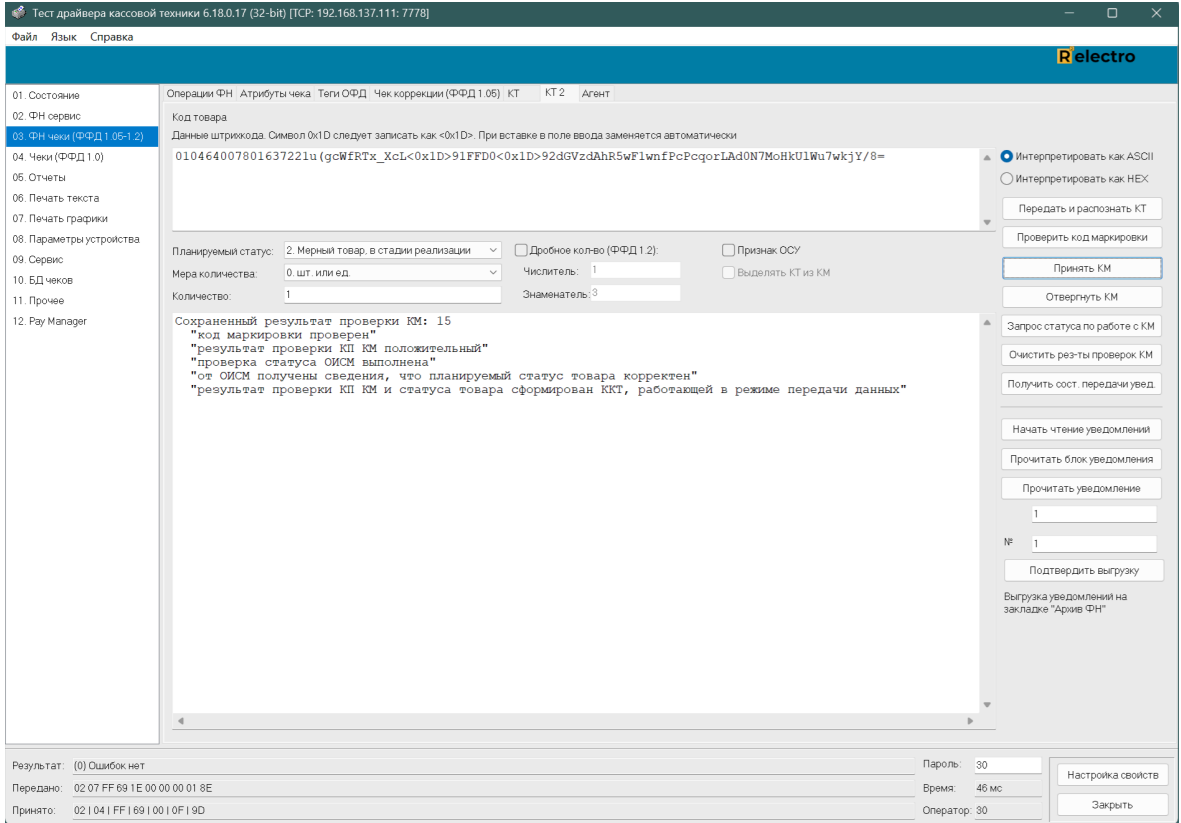 Тест драйвера кассовой техники 6.18.0.17 (32-bit) [TCP: 192.168.137.111: 7778]
Файл Язык Справка
R electro
01. Состояние
02. ФН сервис
03. ФН чеки (ФФД 1.05-1.2)
04. Чеки (ФФД 1.0)
05. Отчеты
06. Печать текста
07. Печать графики
08. Параметры устройства
09. Сервис
10. БД чеков
11. Прочее
12. Pay Manager
Операции ФН Атрибуты чека Теги ОФД Чек коррекции (ФФД 1.05) КТ КТ 2 Агент
Код товара
Данные штрихкода. Символ 0x1D следует записать как <0x1D>. При вставке в поле ввода заменяется автоматически
0104640078016372​21u(gcWfRTx_XcL<0x1D>91FFD0<0x1D>92dGVzdAhR5wFlwnfPcPcqorLAd0N7MoHkUlWu7wkjY/8=
Интерпретировать как ASCII
Интерпретировать как HEX
Передать и распознать КТ
Проверить код маркировки
Принять КМ
Отвергнуть КМ
Запрос статуса по работе с КМ
Очистить рез-ты проверок КМ
Получить сост. передачи увед.
Начать чтение уведомлений
Прочитать блок уведомления
Прочитать уведомление
1
№ 1
Подтвердить выгрузку
Выгрузка уведомлений на
закладке "Архив ФН"
Планируемый статус: 2. Мерный товар, в стадии реализации
Дробное кол-во (ФФД 1.2):
Признак ОСУ
Мера количества: 0. шт. или ед.
Числитель: 1
Выделять КТ из КМ
Количество: 1
Знаменатель: 3
Сохраненный результат проверки КМ: 15
"код маркировки проверен"
"результат проверки КП КМ положительный"
"проверка статуса ОИСМ выполнена"
"от ОИСМ получены сведения, что планируемый статус товара корректен"
"результат проверки КП КМ и статуса товара сформирован ККТ, работающей в режиме передачи данных"
Результат: (0) Ошибок нет
Передано: 02 07 FF 69 1E 00 00 00 01 8E
Принято: 02 | 04 | FF | 69 | 00 | 0F | 9D
Пароль: 30
Время: 46 мс
Оператор: 30
Настройка свойств
Закрыть